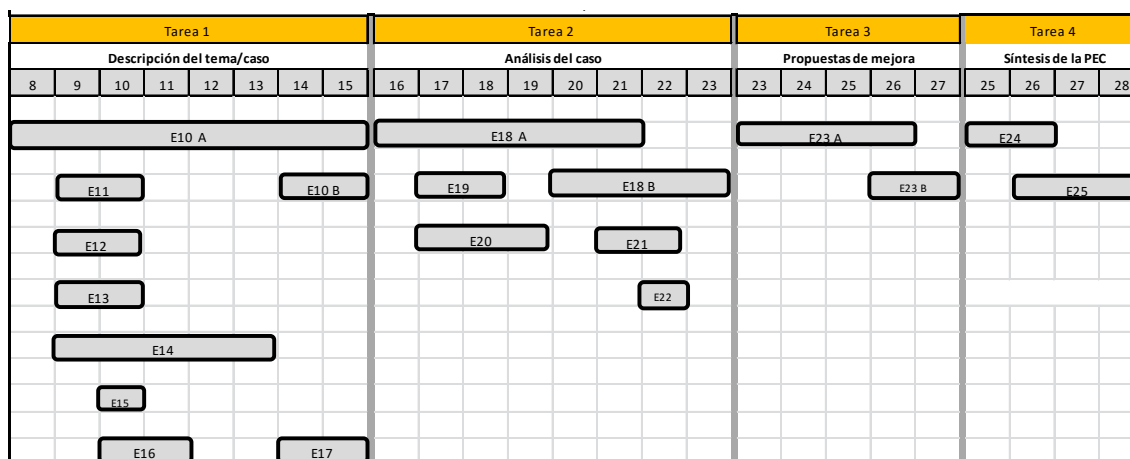 Tarea 1 Tarea 2 Tarea 3 Tarea 4
Descripción del tema/caso Análisis del caso Propuestas de mejora Síntesis de la PEC
8 9 10 11 12 13 14 15 16 17 18 19 20 21 22 23 23 24 25 26 27 25 26 27 28
E10 A E18 A E23 A E24
E11 E10 B E19 E18 B E23 B E25
E12 E20 E21
E13 E22
E14
E15
E16 E17